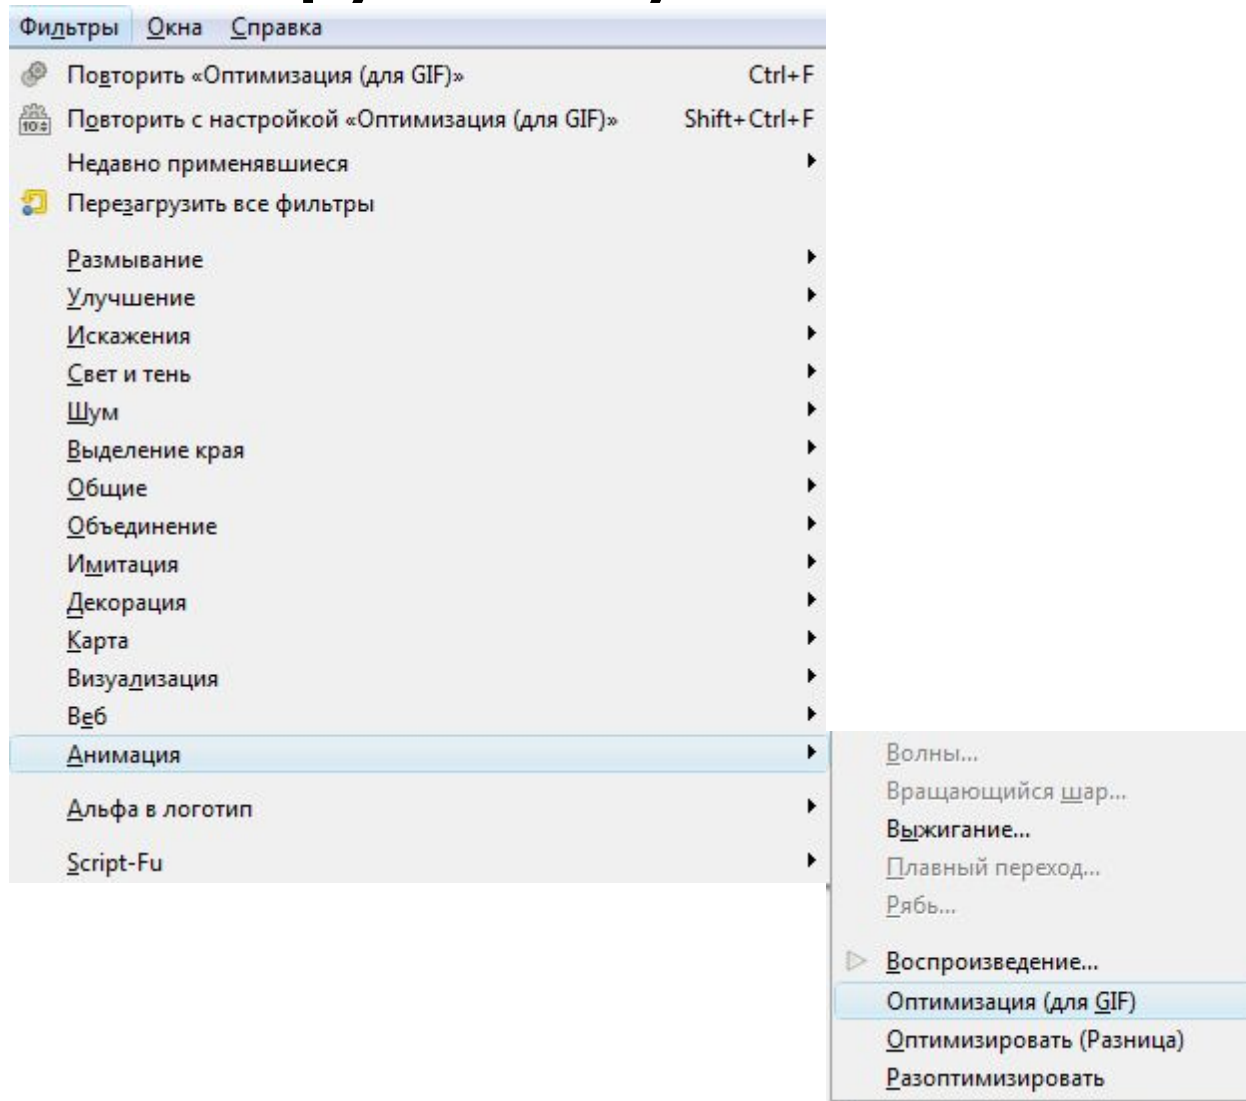 Фильтры Окна Справка
Повторить «Оптимизация (для GIF)» Ctrl+F
Повторить с настройкой «Оптимизация (для GIF)» Shift+Ctrl+F
Недавно применявшиеся
Перезагрузить все фильтры
Размывание
Улучшение
Искажения
Свет и тень
Шум
Выделение края
Общие
Объединение
Имитация
Декорация
Карта
Визуализация
Веб
Анимация
Альфа в логотип
Script-Fu
Волны...
Вращающийся шар...
Выжигание...
Плавный переход...
Рябь...
Воспроизведение...
Оптимизация (для GIF)
Оптимизировать (Разница)
Разоптимизировать